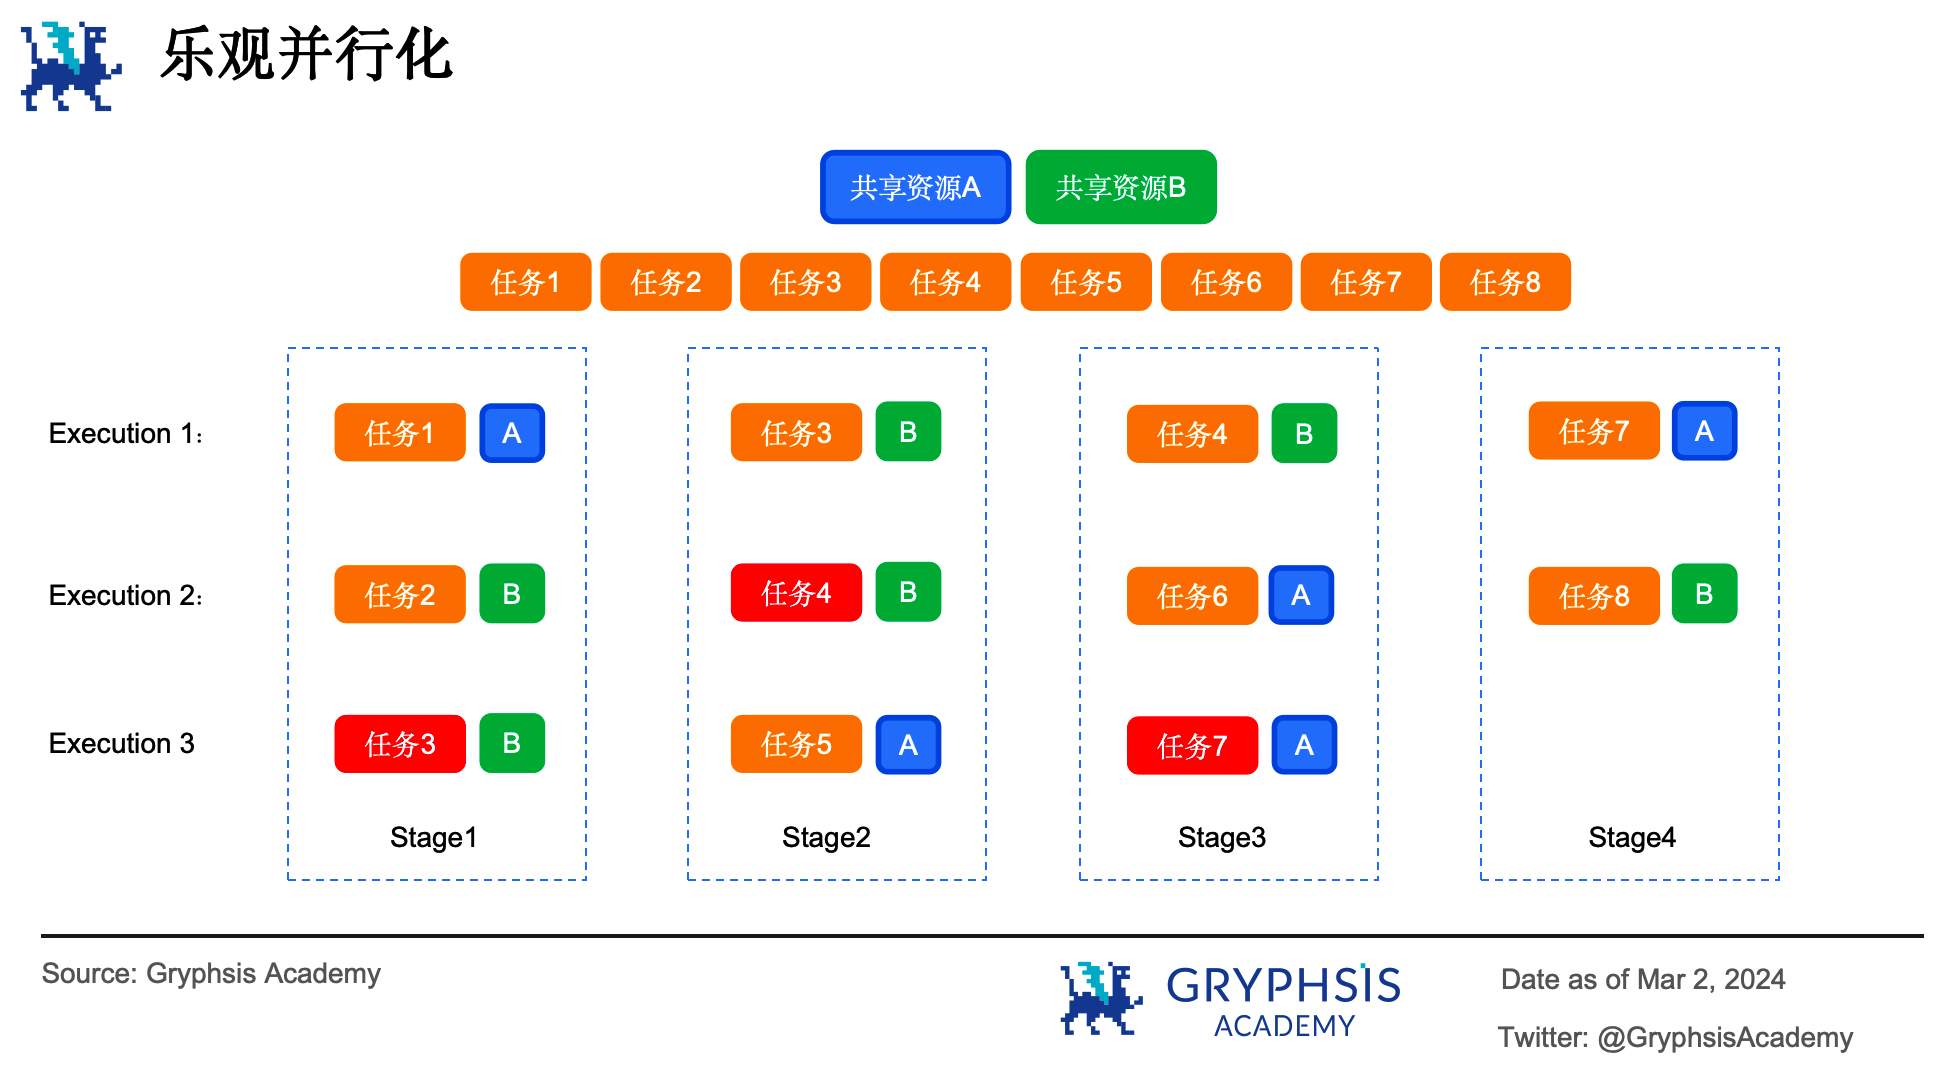 乐观并行化
共享资源A 共享资源B
任务1 任务2 任务3 任务4 任务5 任务6 任务7 任务8
Execution 1: 任务1 A 任务3 B 任务4 B 任务7 A
Execution 2: 任务2 B 任务4 B 任务6 A 任务8 B
Execution 3 任务3 B 任务5 A 任务7 A
Stage1 Stage2 Stage3 Stage4
Source: Gryphsis Academy
GRYPHSIS
ACADEMY
Date as of Mar 2, 2024
Twitter: @GryphsisAcademy